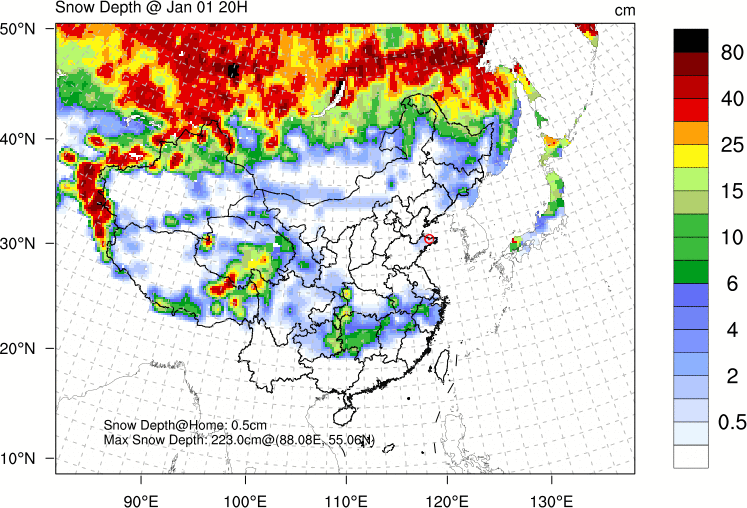 Snow Depth @ Jan 01 20H
cm
50°N
40°N
30°N
20°N
10°N
Snow Depth@Home: 0.5cm
Max Snow Depth: 223.0cm@(88.08E, 55.06N)
90°E 100°E 110°E 120°E 130°E
80
40
25
15
10
6
4
2
0.5